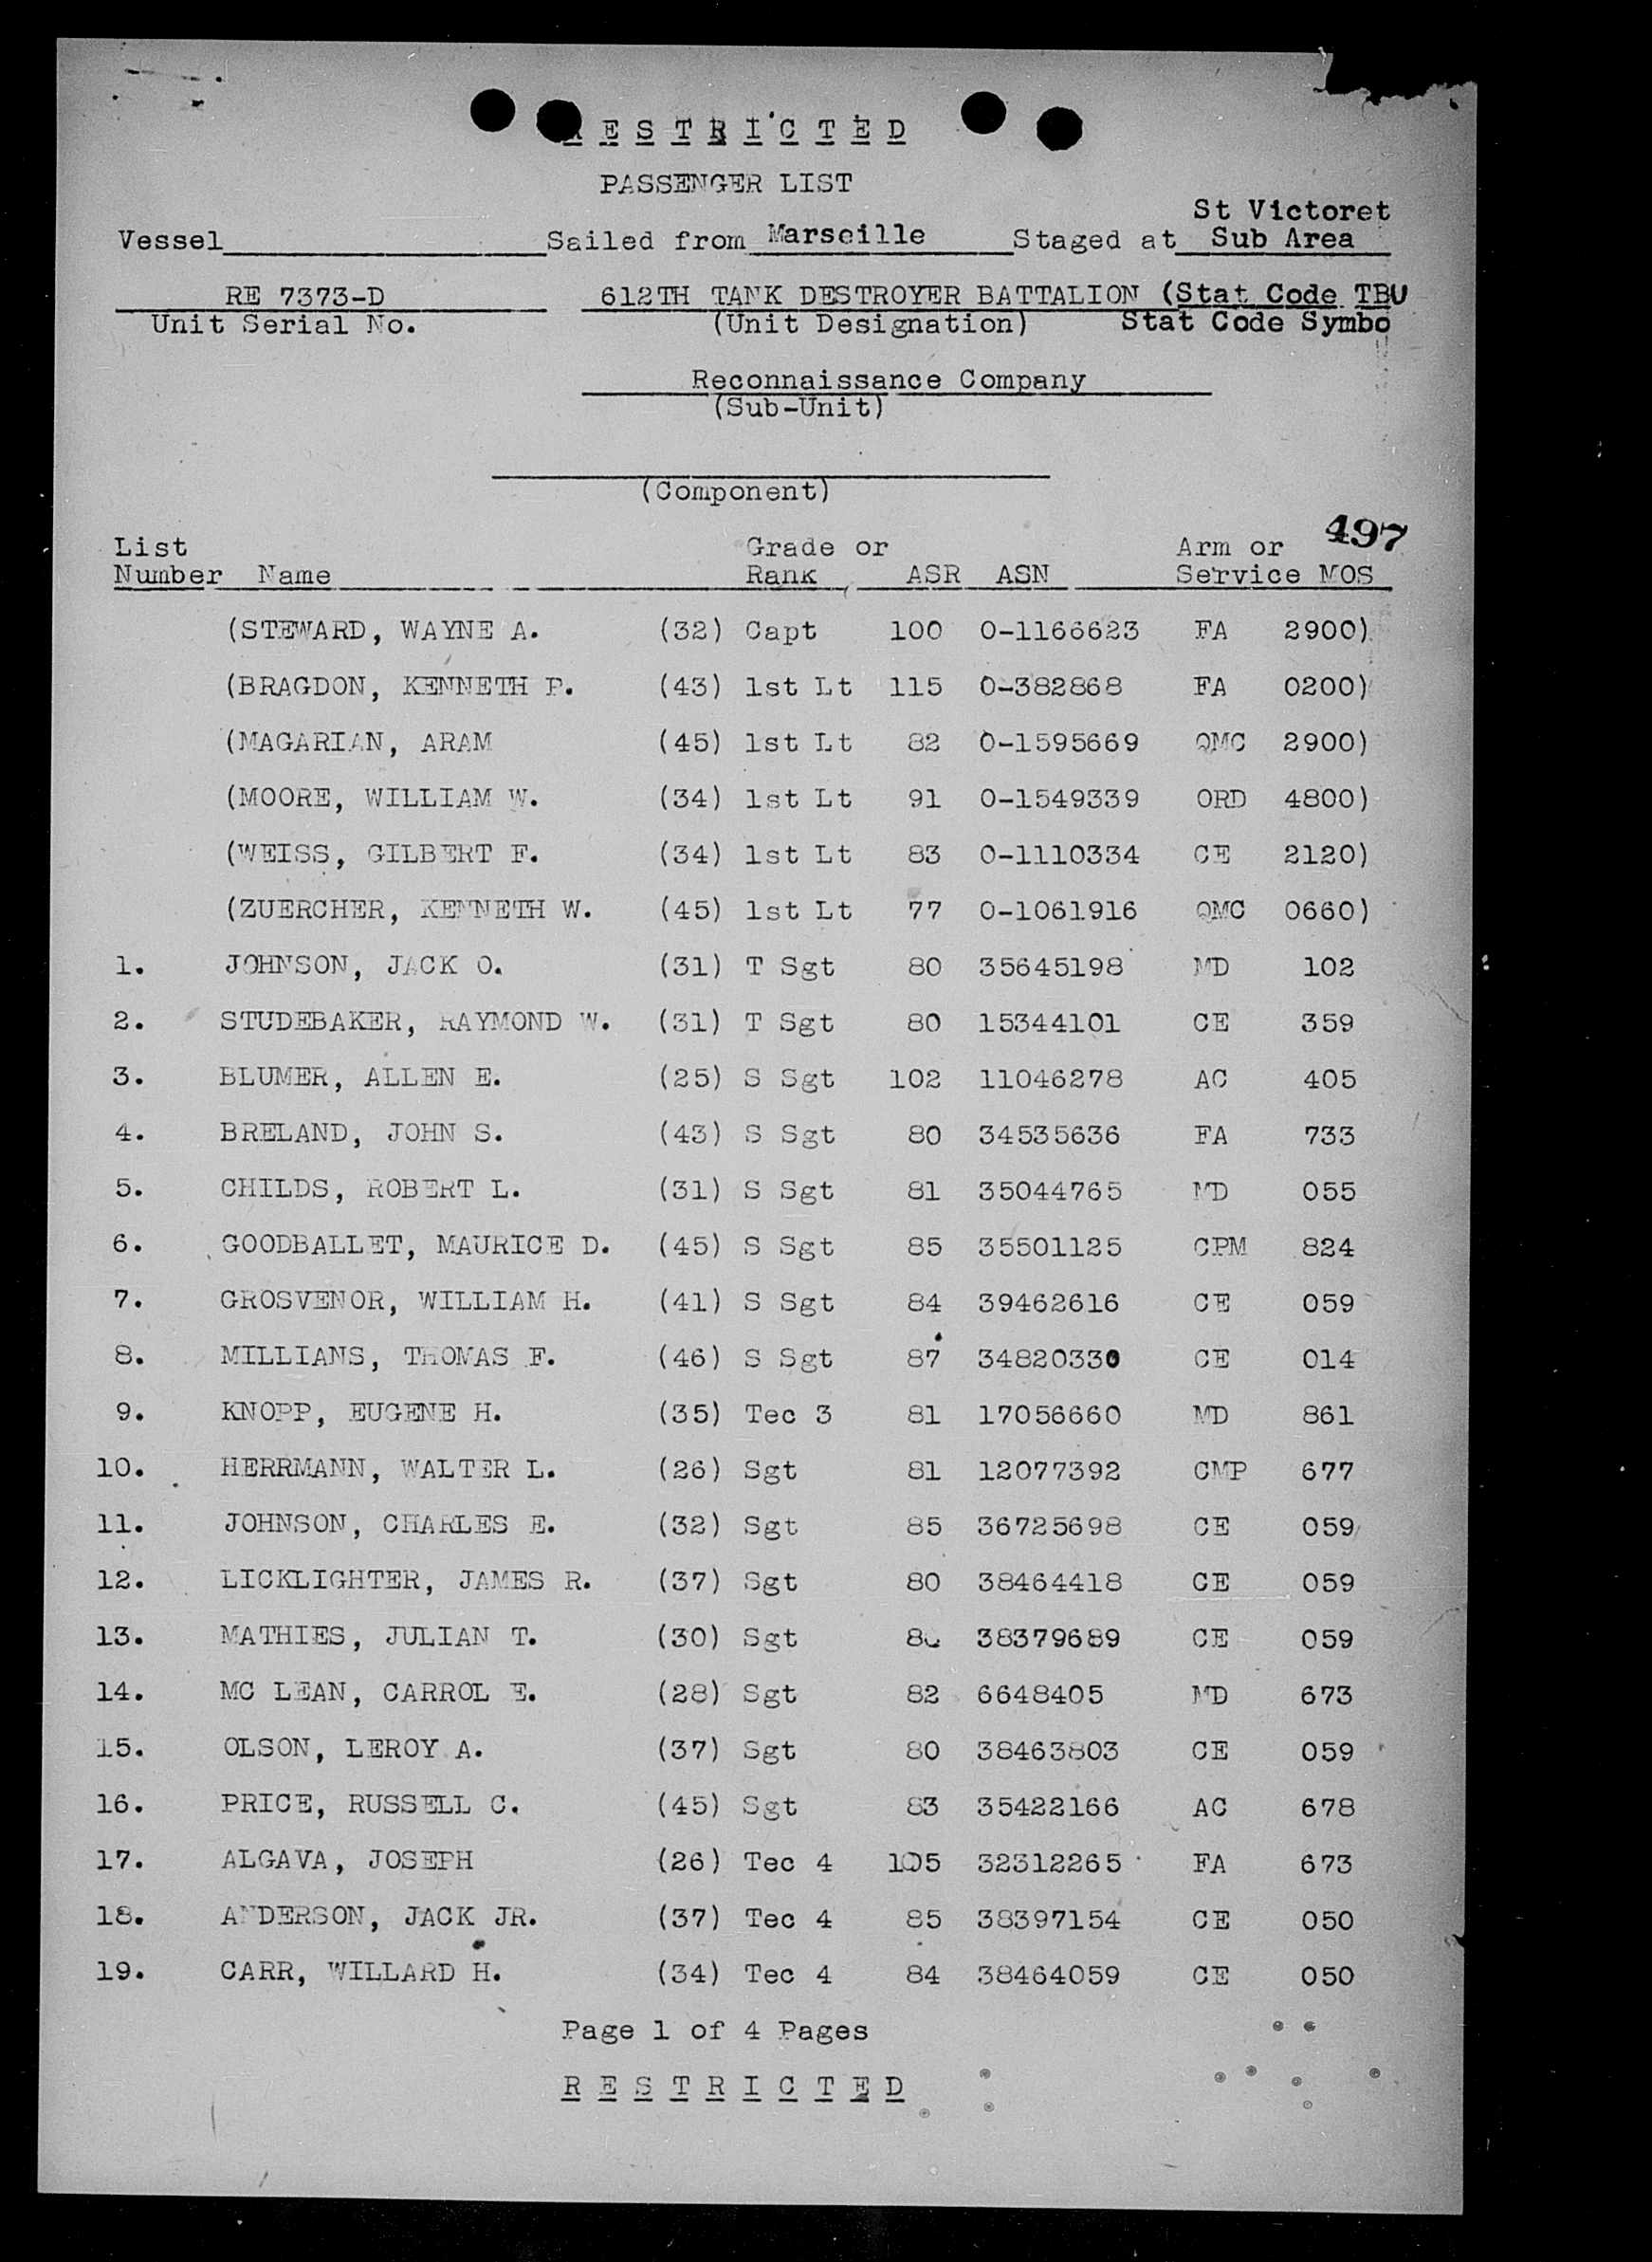 RESTRICTED
PASSENGER LIST
St Victoret
Vessel Sailed from Marseille Staged at Sub Area
RE 7373-D 612TH TANK DESTROYER BATTALION (Stat Code TBU
Unit Serial No. (Unit Designation) Stat Code Symbo
Reconnaissance Company
(Sub-Unit)
(Component)
497
List Grade or Arm or
Number Name Rank ASR ASN Service MOS
(STEWARD, WAYNE A. (32) Capt 100 O-1166623 FA 2900)
(BRAGDON, KENNETH P. (43) 1st Lt 115 O-382868 FA 0200)
(MAGARIAN, ARAM (45) 1st Lt 82 O-1595669 QMC 2900)
(MOORE, WILLIAM W. (34) 1st Lt 91 O-1549339 ORD 4800)
(WEISS, GILBERT F. (34) 1st Lt 83 O-1110334 CE 2120)
(ZUERCHER, KENNETH W. (45) 1st Lt 77 O-1061916 QMC 0660)
1. JOHNSON, JACK O. (31) T Sgt 80 35645198 MD 102
2. STUDEBAKER, RAYMOND W. (31) T Sgt 80 15344101 CE 359
3. BLUMER, ALLEN E. (25) S Sgt 102 11046278 AC 405
4. BRELAND, JOHN S. (43) S Sgt 80 34535636 FA 733
5. CHILDS, ROBERT L. (31) S Sgt 81 35044765 MD 055
6. GOODBALLET, MAURICE D. (45) S Sgt 85 35501125 CPM 824
7. GROSVENOR, WILLIAM H. (41) S Sgt 84 39462616 CE 059
8. MILLIANS, THOMAS F. (46) S Sgt 87 34820330 CE 014
9. KNOPP, EUGENE H. (35) Tec 3 81 17056660 MD 861
10. HERRMANN, WALTER L. (26) Sgt 81 12077392 CMP 677
11. JOHNSON, CHARLES E. (32) Sgt 85 36725698 CE 059
12. LICKLIGHTER, JAMES R. (37) Sgt 80 38464418 CE 059
13. MATHIES, JULIAN T. (30) Sgt 38379689 CE 059
14. MC LEAN, CARROL E. (28) Sgt 82 6648405 MD 673
15. OLSON, LEROY A. (37) Sgt 80 38463803 CE 059
16. PRICE, RUSSELL C. (45) Sgt 83 35422166 AC 678
17. ALGAVA, JOSEPH (26) Tec 4 105 32312265 FA 673
18. ANDERSON, JACK JR. (37) Tec 4 85 38397154 CE 050
19. CARR, WILLARD H. (34) Tec 4 84 38464059 CE 050
Page 1 of 4 Pages
RESTRICTED